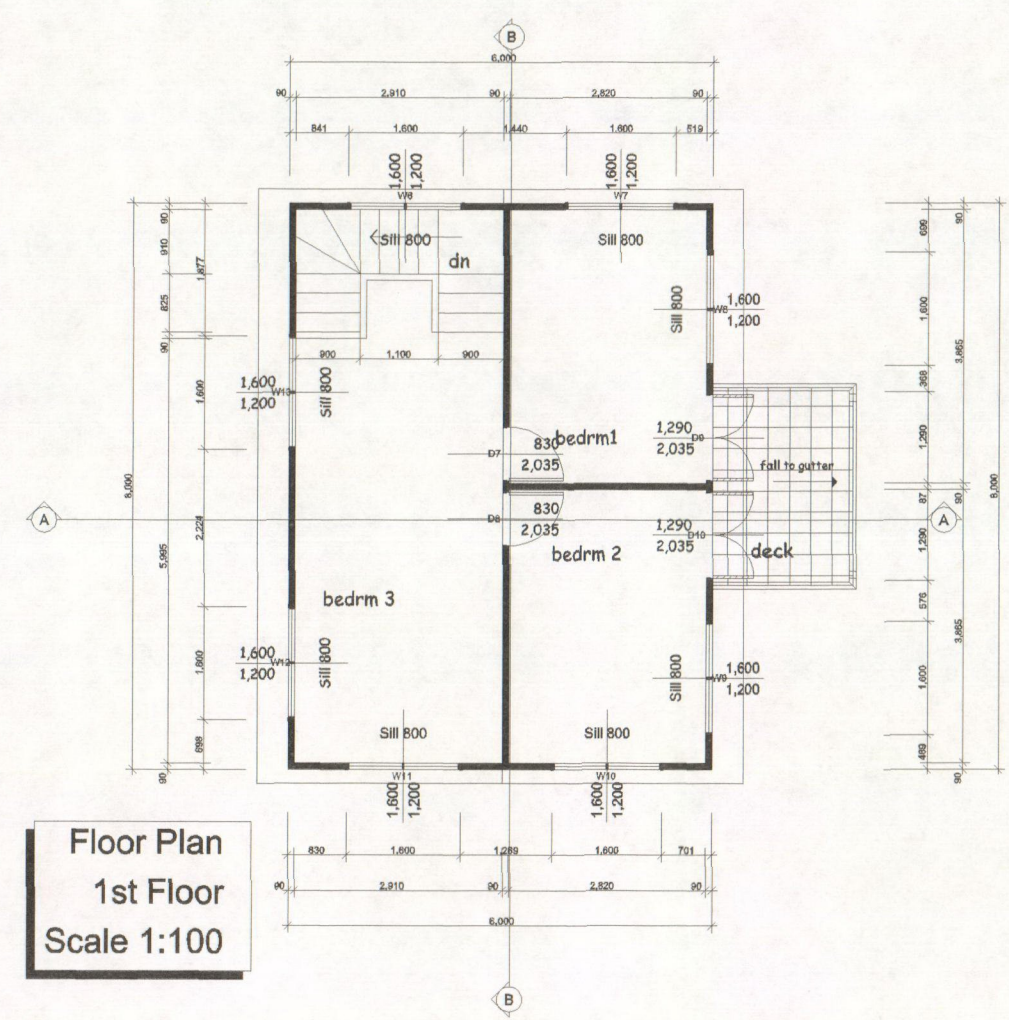 B
6,000
90 2,910 90 2,820 90
841 1,600 1,440 1,600 519
1,600
1,200
W6
1,600
1,200
W7
Sill 800
dn
Sill 800
Sill 800
1,600
W8
1,200
900 1,100 900
1,600
W13
1,200
Sill 800
830
D7
2,035
bedrm1
1,290
D9
2,035
fall to gutter
830
D8
2,035
bedrm 2
1,290
D10
2,035
deck
A
A
bedrm 3
1,600
W12
1,200
Sill 800
Sill 800
1,600
W9
1,200
Sill 800
Sill 800
W11
1,600
1,200
W10
1,600
1,200
8,000
90
910
825
90
5,995
90
1,877
1,600
2,224
1,600
698
699
1,600
368
1,290
87
1,290
576
1,600
469
90
3,865
90
3,865
90
8,000
630 1,600 1,289 1,600 701
90 2,910 90 2,820 90
6,000
B
Floor Plan
1st Floor
Scale 1:100